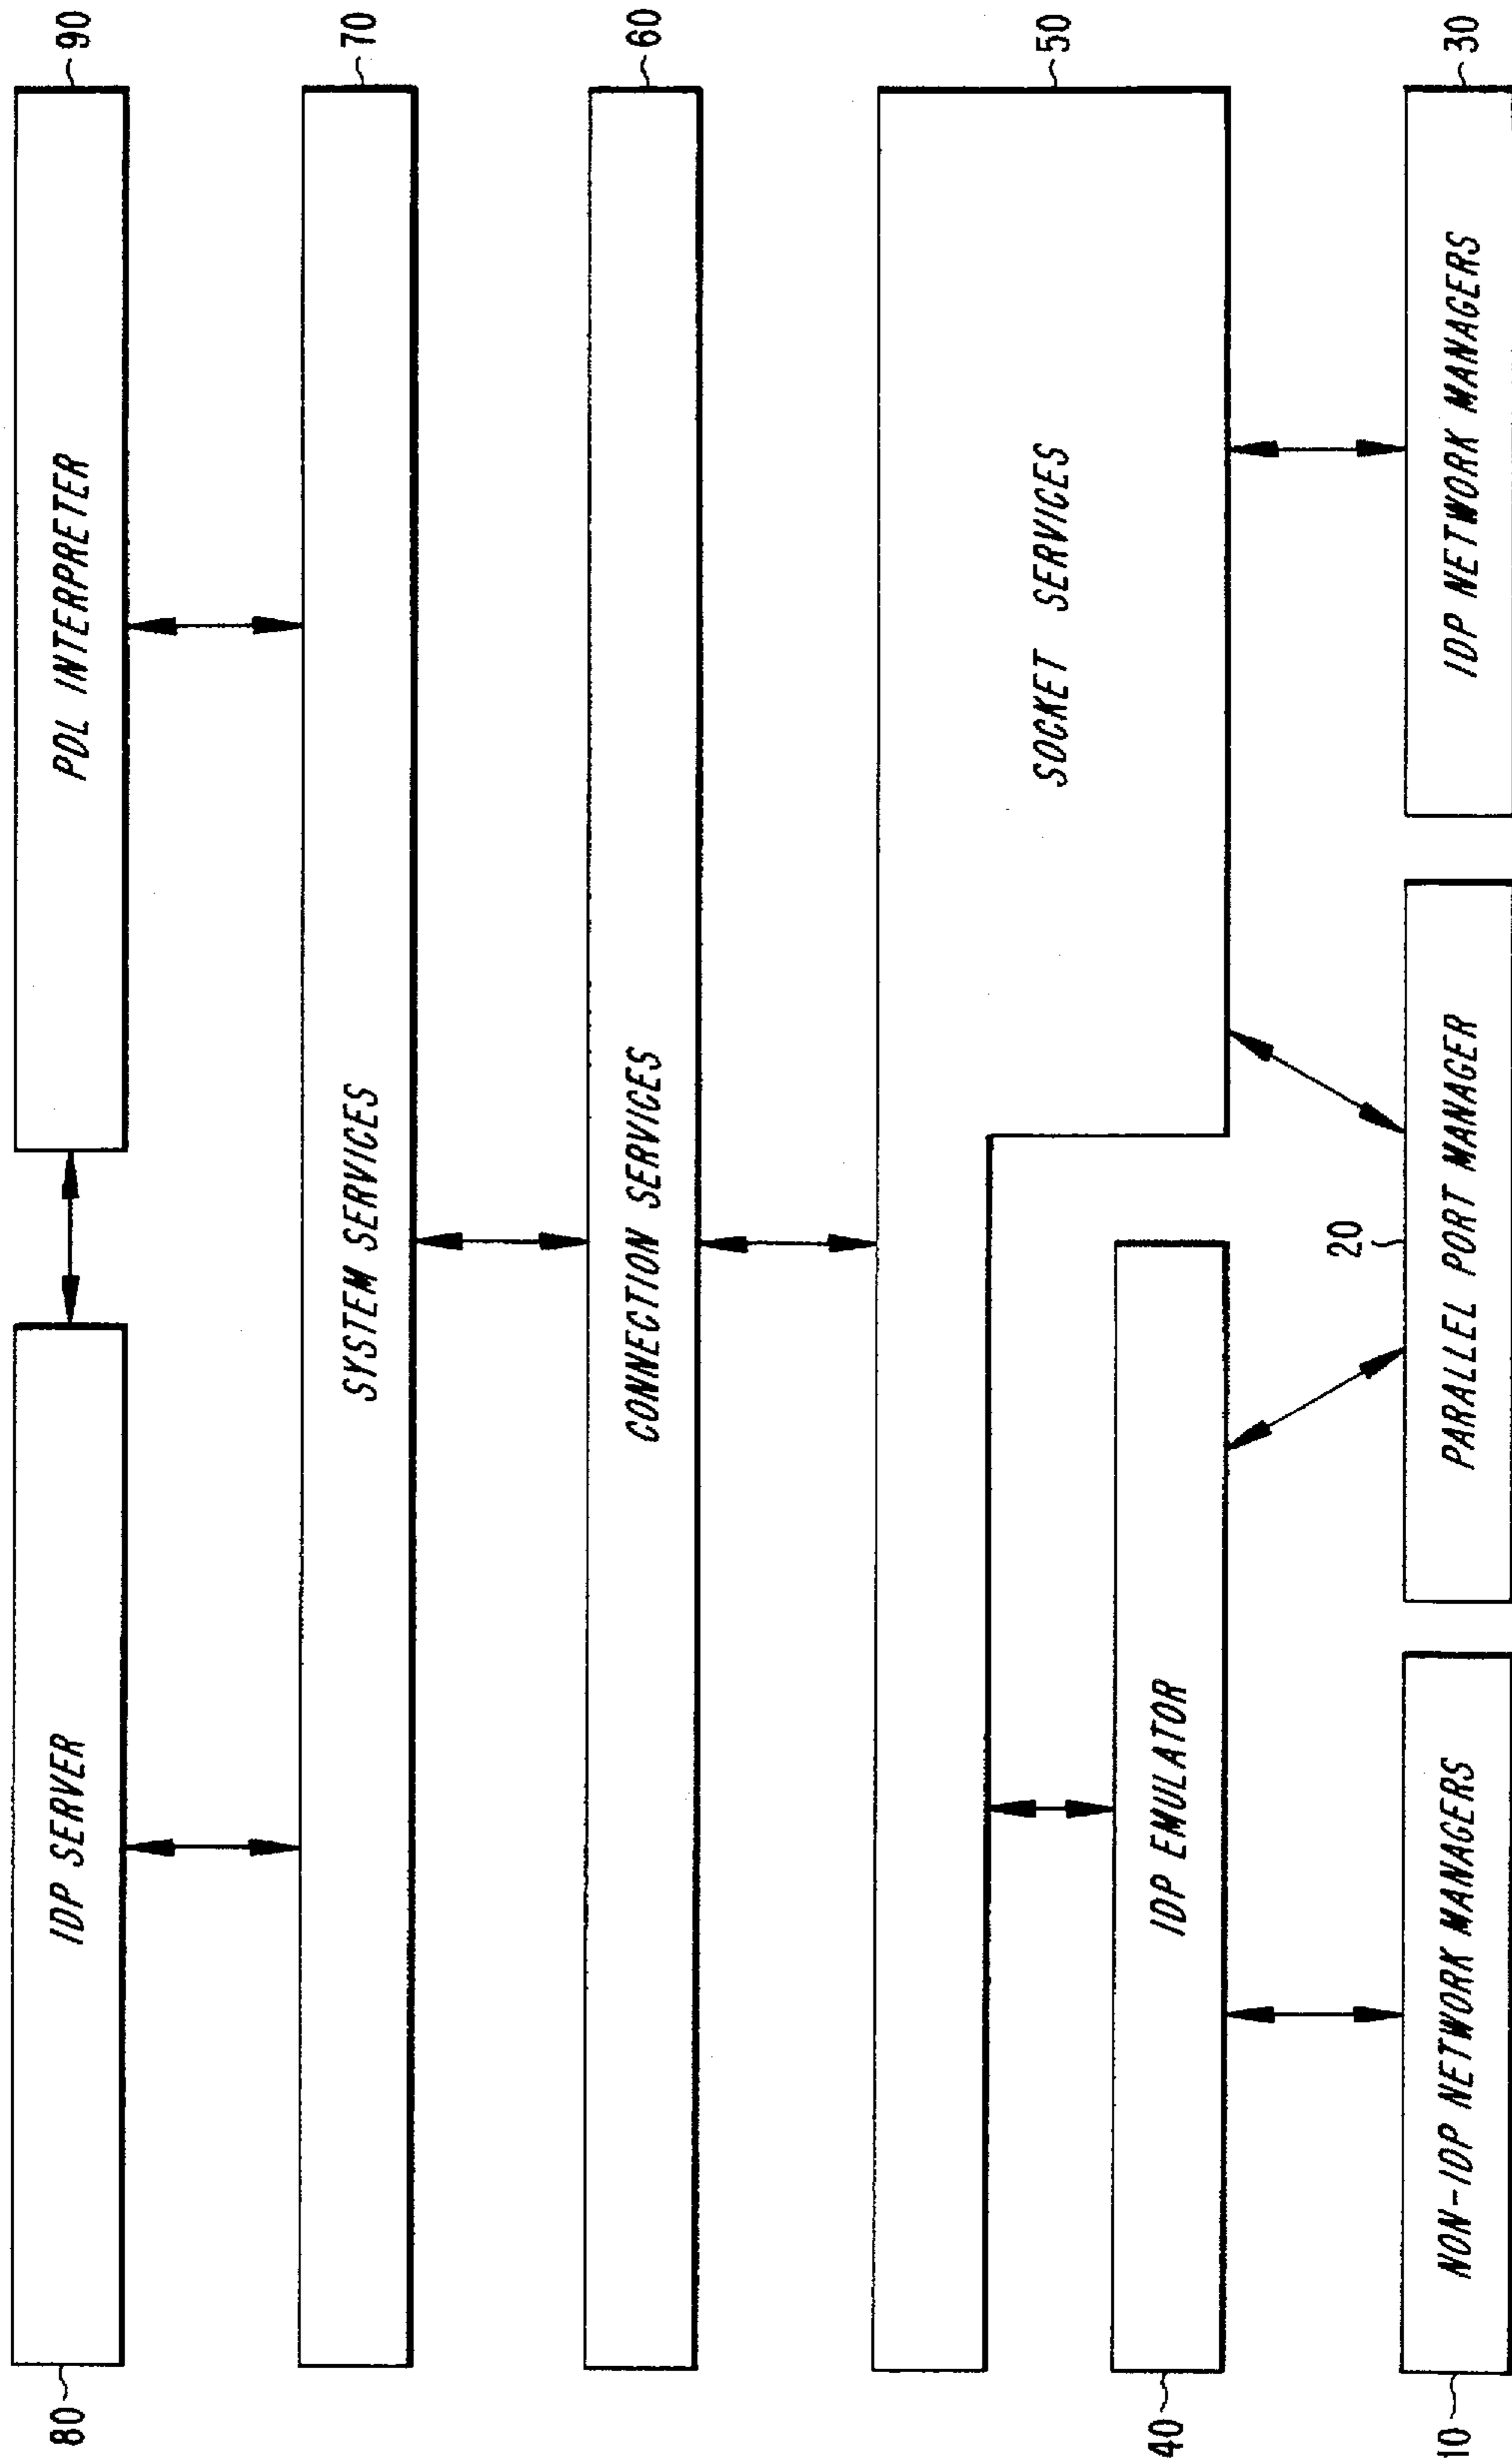 80
IDP SERVER
PDL INTERPRETER
90
SYSTEM SERVICES
70
CONNECTION SERVICES
60
SOCKET SERVICES
50
40
IDP EMULATOR
20
10
NON-IDP NETWORK MANAGERS
PARALLEL PORT MANAGER
IDP NETWORK MANAGERS
30